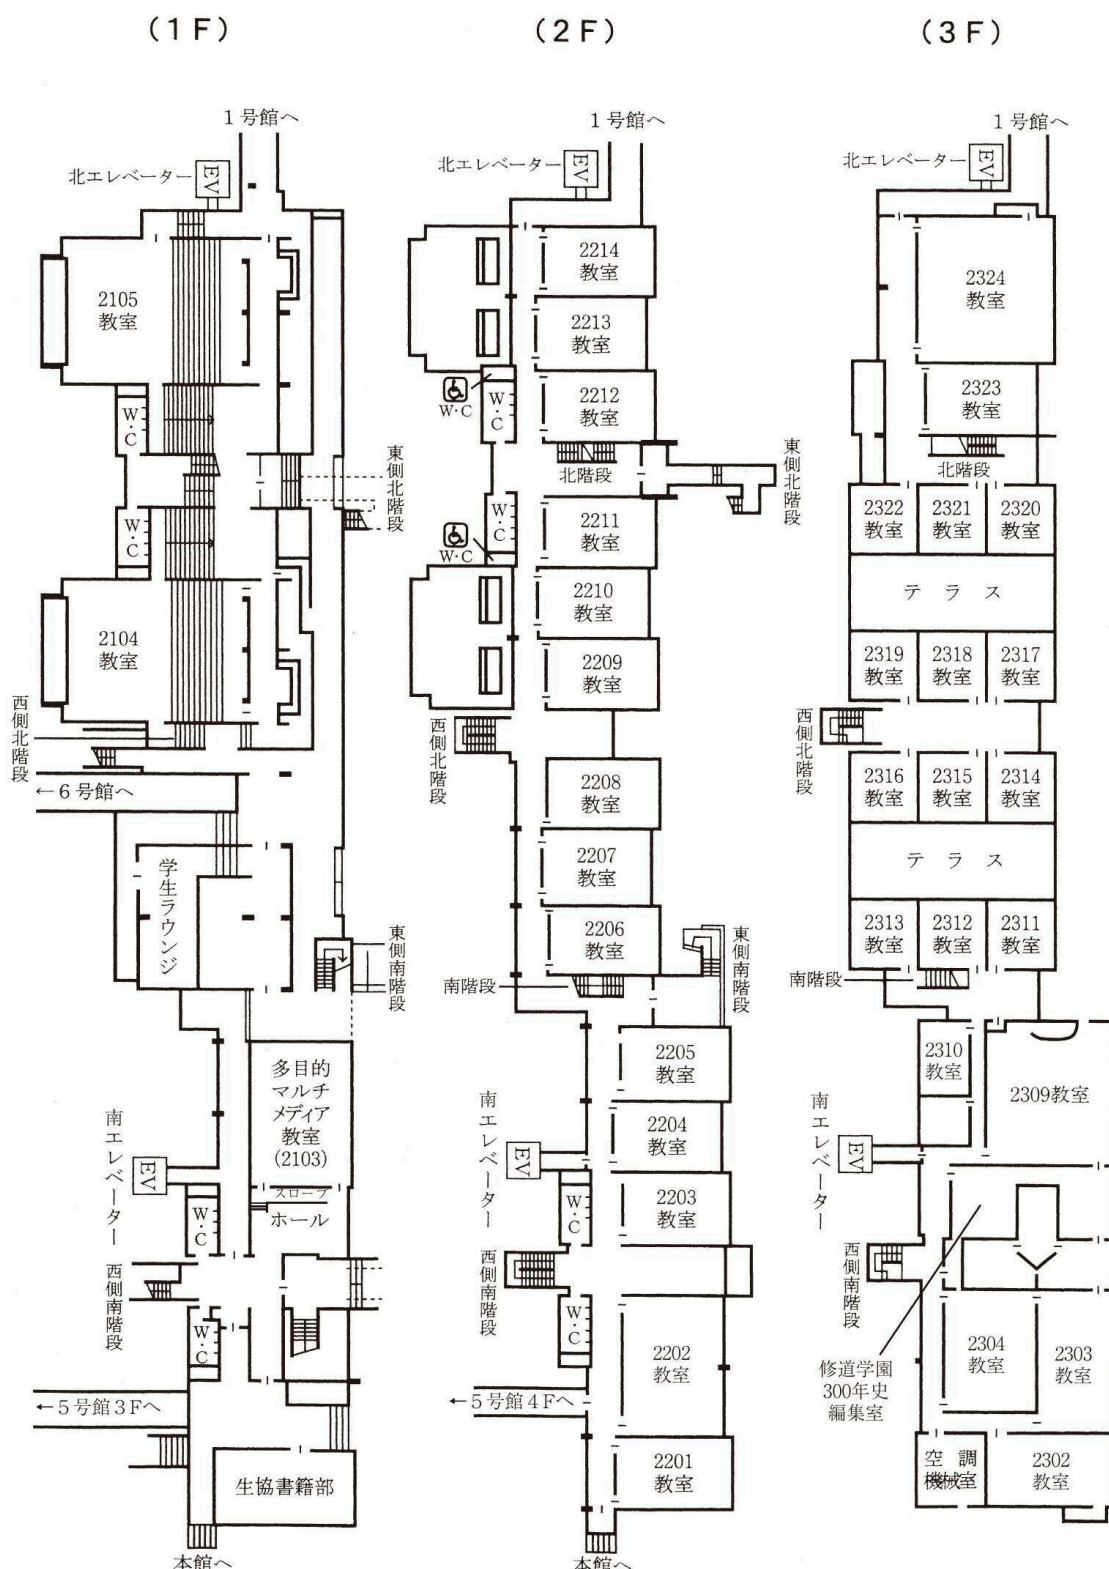 (1F)
1号館へ
北エレベーター
EV
2105
教室
W・C
東側北階段
W・C
2104
教室
西側北階段
←6号館へ
学生ラウンジ
東側南階段
多目的
マルチ
メディア
教室
(2103)
南エレベーター
EV
スロープ
ホール
W・C
西側南階段
W・C
←5号館3Fへ
生協書籍部
本館へ
(2F)
1号館へ
北エレベーター
EV
2214
教室
2213
教室
2212
教室
W・C
W・C
北階段
東側北階段
2211
教室
W・C
W・C
2210
教室
2209
教室
西側北階段
2208
教室
2207
教室
2206
教室
東側南階段
南階段
2205
教室
2204
教室
南エレベーター
EV
2203
教室
W・C
西側南階段
W・C
2202
教室
←5号館4Fへ
2201
教室
本館へ
(3F)
1号館へ
北エレベーター
EV
2324
教室
2323
教室
北階段
2322
教室
2321
教室
2320
教室
テラス
2319
教室
2318
教室
2317
教室
西側北階段
2316
教室
2315
教室
2314
教室
テラス
2313
教室
2312
教室
2311
教室
南階段
2310
教室
2309教室
南エレベーター
EV
西側南階段
修道学園
300年史
編集室
2304
教室
2303
教室
空調
機械室
2302
教室